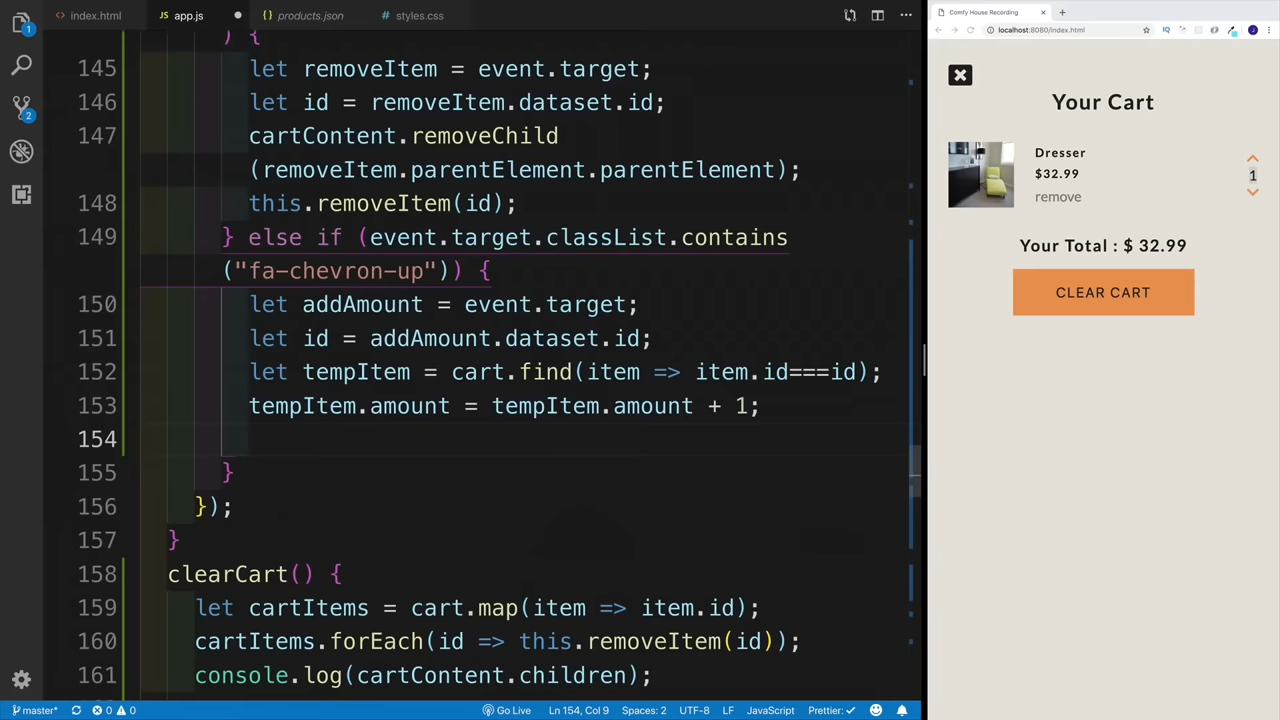 index.html
app.js
products.json
styles.css
Comfy House Recording
localhost:8080/index.html
) {
145 let removeItem = event.target;
146 let id = removeItem.dataset.id;
147 cartContent.removeChild
(removeItem.parentElement.parentElement);
148 this.removeItem(id);
149 } else if (event.target.classList.contains
("fa-chevron-up")) {
150 let addAmount = event.target;
151 let id = addAmount.dataset.id;
152 let tempItem = cart.find(item => item.id===id);
153 tempItem.amount = tempItem.amount + 1;
154
155 }
156 });
157 }
158 clearCart() {
159 let cartItems = cart.map(item => item.id);
160 cartItems.forEach(id => this.removeItem(id));
161 console.log(cartContent.children);
1
2
master*
0 0
Go Live
Ln 154, Col 9
Spaces: 2
UTF-8
LF
JavaScript
Prettier: ✓
IQ
J
Your Cart
Dresser
$32.99
remove
1
Your Total : $ 32.99
CLEAR CART